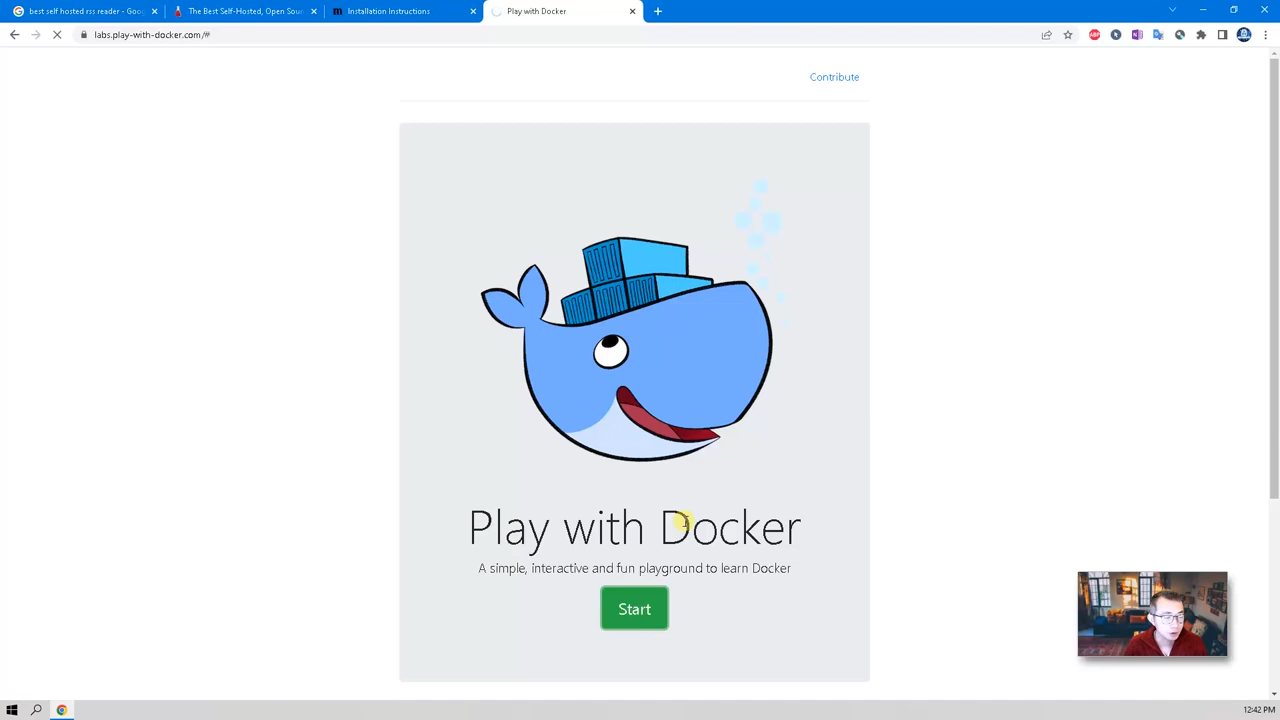 best self hosted rss reader - Goo
The Best Self-Hosted, Open Sou
Installation Instructions
Play with Docker
labs.play-with-docker.com/#
ABP
Contribute
Play with Docker
A simple, interactive and fun playground to learn Docker
Start
12:42 PM